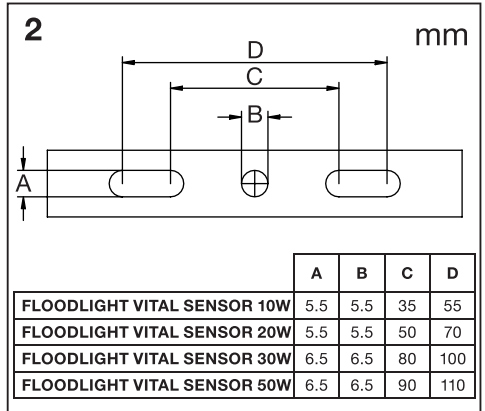 2
mm
D
C
B
A
A B C D
FLOODLIGHT VITAL SENSOR 10W 5.5 5.5 35 55
FLOODLIGHT VITAL SENSOR 20W 5.5 5.5 50 70
FLOODLIGHT VITAL SENSOR 30W 6.5 6.5 80 100
FLOODLIGHT VITAL SENSOR 50W 6.5 6.5 90 110